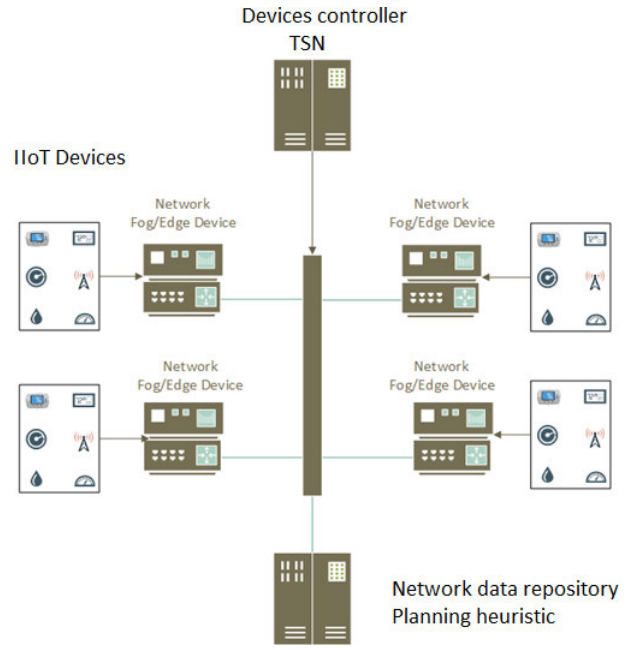 Devices controller
TSN
IIoT Devices
Network
Fog/Edge Device
Network
Fog/Edge Device
Network
Fog/Edge Device
Network
Fog/Edge Device
Network data repository
Planning heuristic